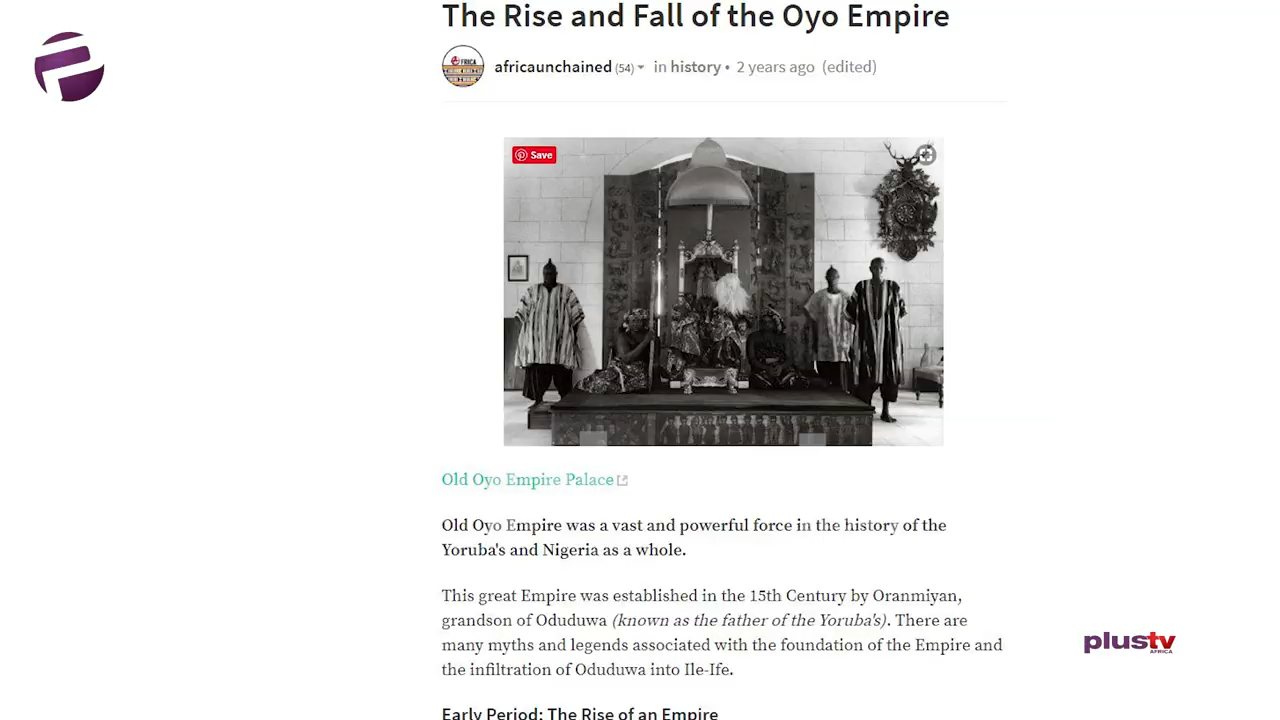 The Rise and Fall of the Oyo Empire
africaunchained (54) in history • 2 years ago (edited)
Save
Old Oyo Empire Palace
Old Oyo Empire was a vast and powerful force in the history of the
Yoruba's and Nigeria as a whole.
This great Empire was established in the 15th Century by Oranmiyan,
grandson of Oduduwa (known as the father of the Yoruba's). There are
many myths and legends associated with the foundation of the Empire and
the infiltration of Oduduwa into Ile-Ife.
plustv
AFRICA
Early Period: The Rise of an Empire